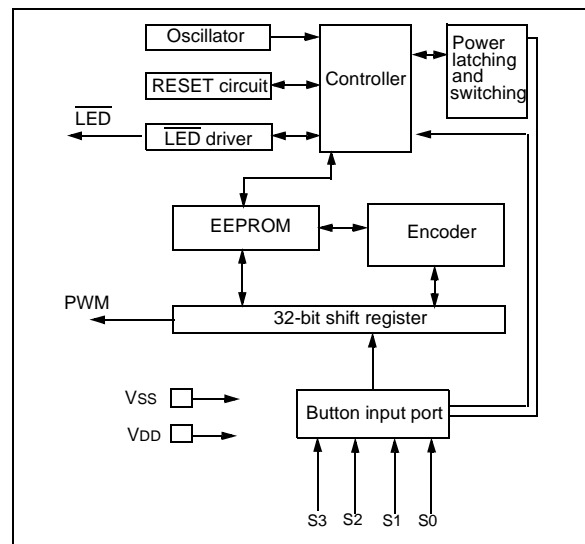 Oscillator
RESET circuit
LED
LED driver
Controller
Power
latching
and
switching
EEPROM
Encoder
PWM
32-bit shift register
VSS
VDD
Button input port
S3 S2 S1 S0